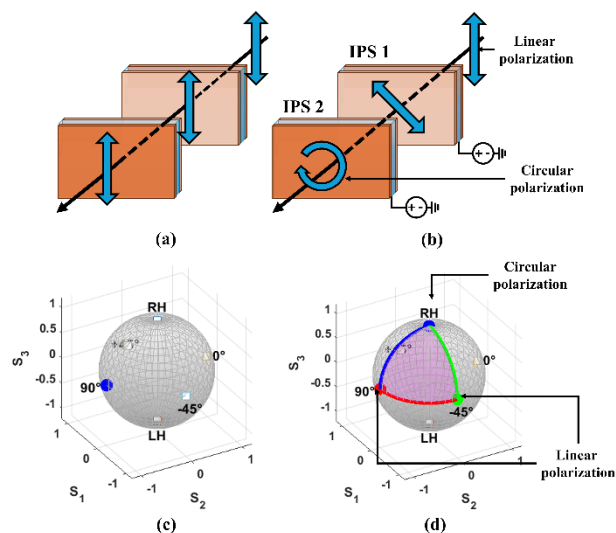 IPS 1
Linear
polarization
IPS 2
Circular
polarization
+ -
+ -
(a)
(b)
Circular
polarization
RH
1
0.5
0
-0.5
-1
S3
0°
90°
-45°
LH
1
0
-1
S1
-1
0
1
S2
(c)
RH
1
0.5
0
-0.5
-1
S3
0°
90°
-45°
LH
1
0
-1
S1
-1
0
1
S2
Linear
polarization
(d)